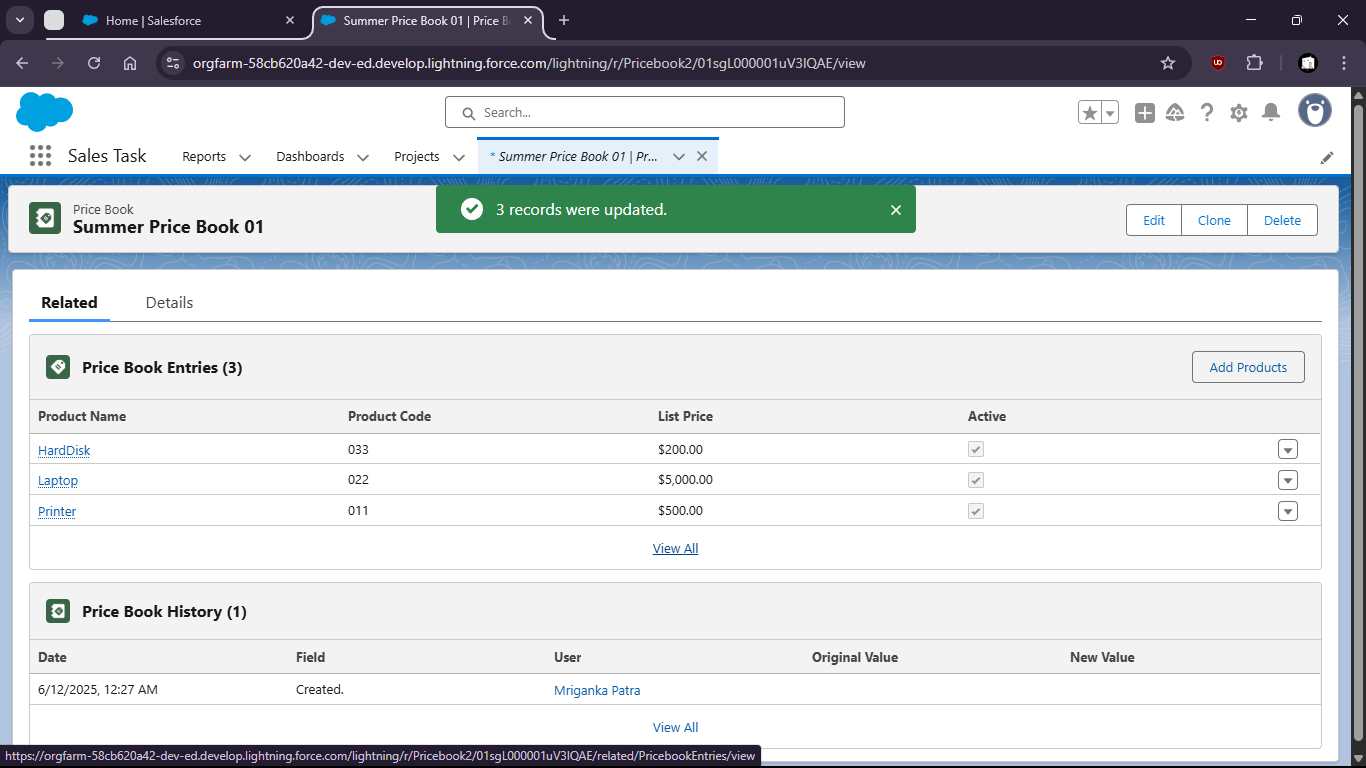 Home | Salesforce
Summer Price Book 01 | Price B
orgfarm-58cb620a42-dev-ed.develop.lightning.force.com/lightning/r/Pricebook2/01sgL000001uV3IQAE/view
Search...
Sales Task Reports Dashboards Projects * Summer Price Book 01 | Pr...
Price Book
Summer Price Book 01
3 records were updated.
Edit Clone Delete
Related Details
Price Book Entries (3) Add Products
Product Name Product Code List Price Active
HardDisk 033 $200.00
Laptop 022 $5,000.00
Printer 011 $500.00
View All
Price Book History (1)
Date Field User Original Value New Value
6/12/2025, 12:27 AM Created. Mriganka Patra
View All
https://orgfarm-58cb620a42-dev-ed.develop.lightning.force.com/lightning/r/Pricebook2/01sgL000001uV3IQAE/related/PricebookEntries/view